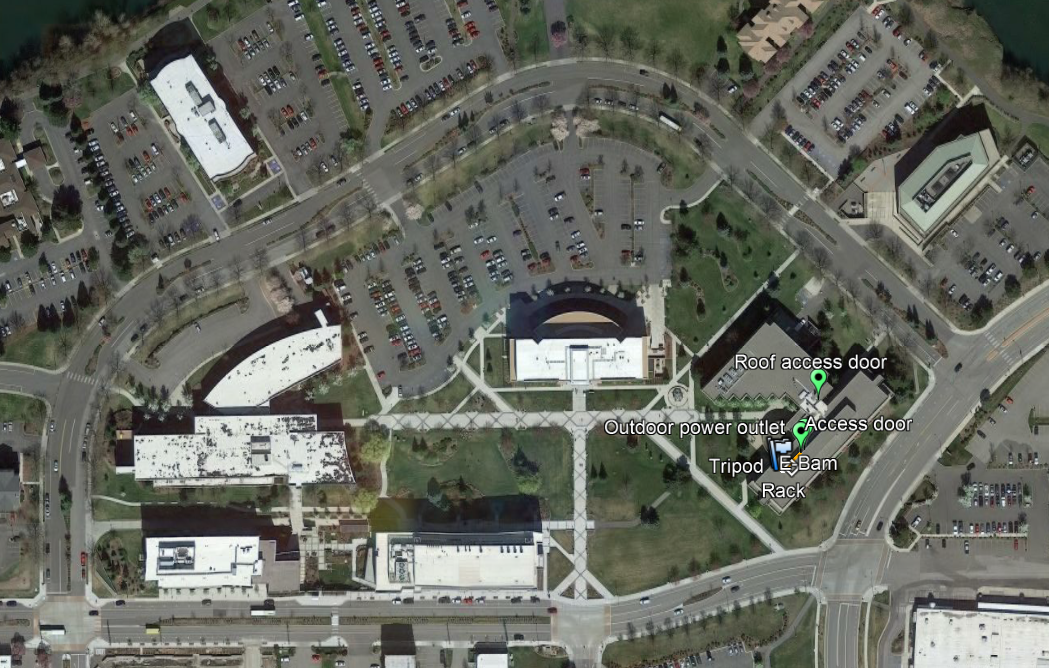 Roof access door
Outdoor power outlet
Access door
Tripod
E-Bam
Rack